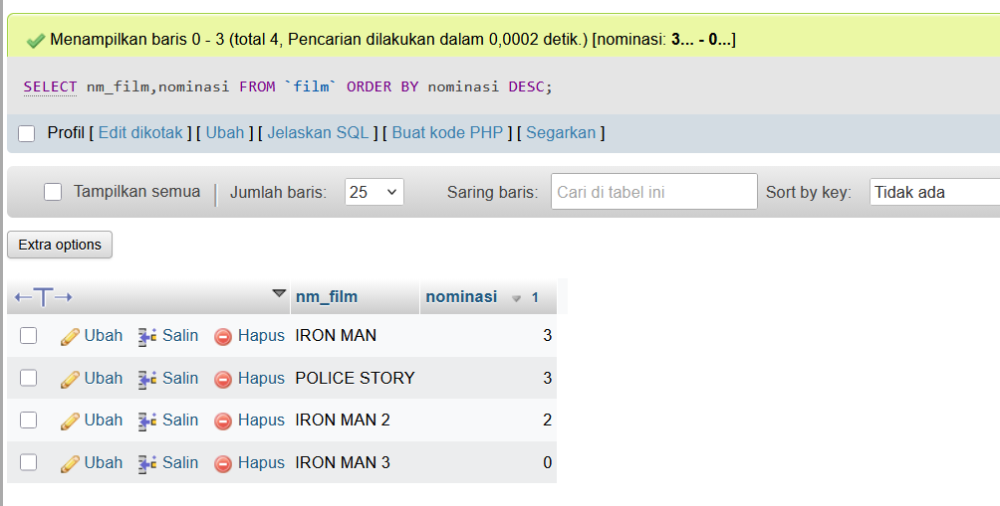 Menampilkan baris 0 - 3 (total 4, Pencarian dilakukan dalam 0,0002 detik.) [nominasi: 3... - 0...]
SELECT nm_film,nominasi FROM `film` ORDER BY nominasi DESC;
Profil [ Edit dikotak ] [ Ubah ] [ Jelaskan SQL ] [ Buat kode PHP ] [ Segarkan ]
Tampilkan semua | Jumlah baris: 25 Saring baris: Cari di tabel ini Sort by key: Tidak ada
Extra options
←T→ nm_film nominasi 1
Ubah Salin Hapus IRON MAN 3
Ubah Salin Hapus POLICE STORY 3
Ubah Salin Hapus IRON MAN 2 2
Ubah Salin Hapus IRON MAN 3 0